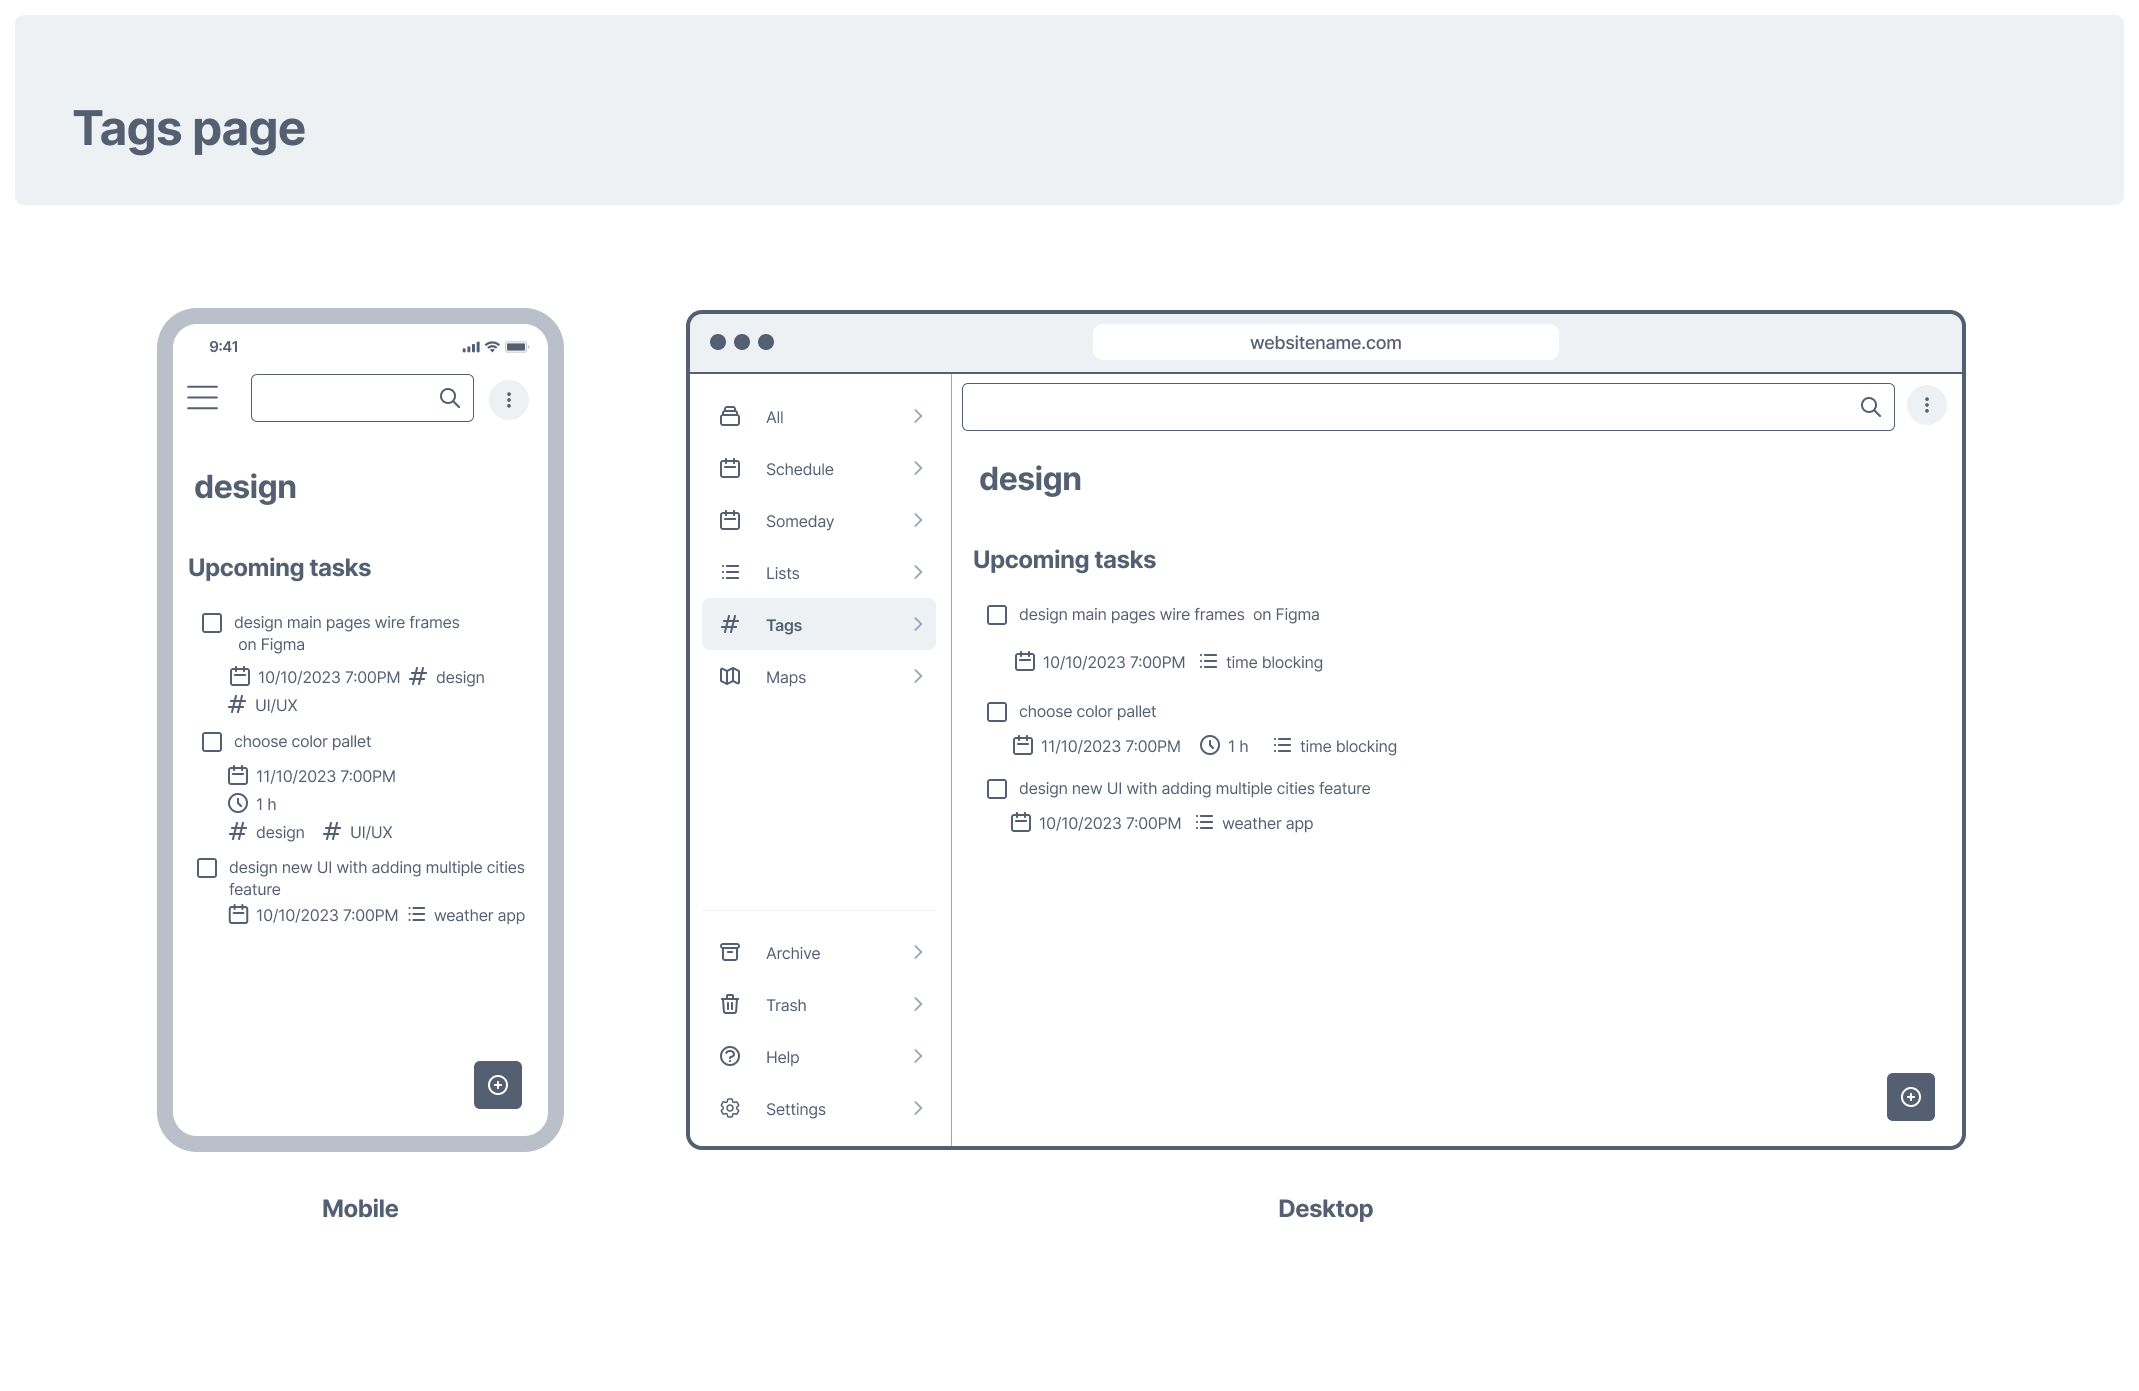 Tags page
9:41
design
Upcoming tasks
design main pages wire frames
on Figma
10/10/2023 7:00PM # design
# UI/UX
choose color pallet
11/10/2023 7:00PM
1 h
# design # UI/UX
design new UI with adding multiple cities
feature
10/10/2023 7:00PM weather app
Mobile
websitename.com
All
Schedule
Someday
Lists
# Tags
Maps
Archive
Trash
Help
Settings
design
Upcoming tasks
design main pages wire frames on Figma
10/10/2023 7:00PM time blocking
choose color pallet
11/10/2023 7:00PM 1 h time blocking
design new UI with adding multiple cities feature
10/10/2023 7:00PM weather app
Desktop